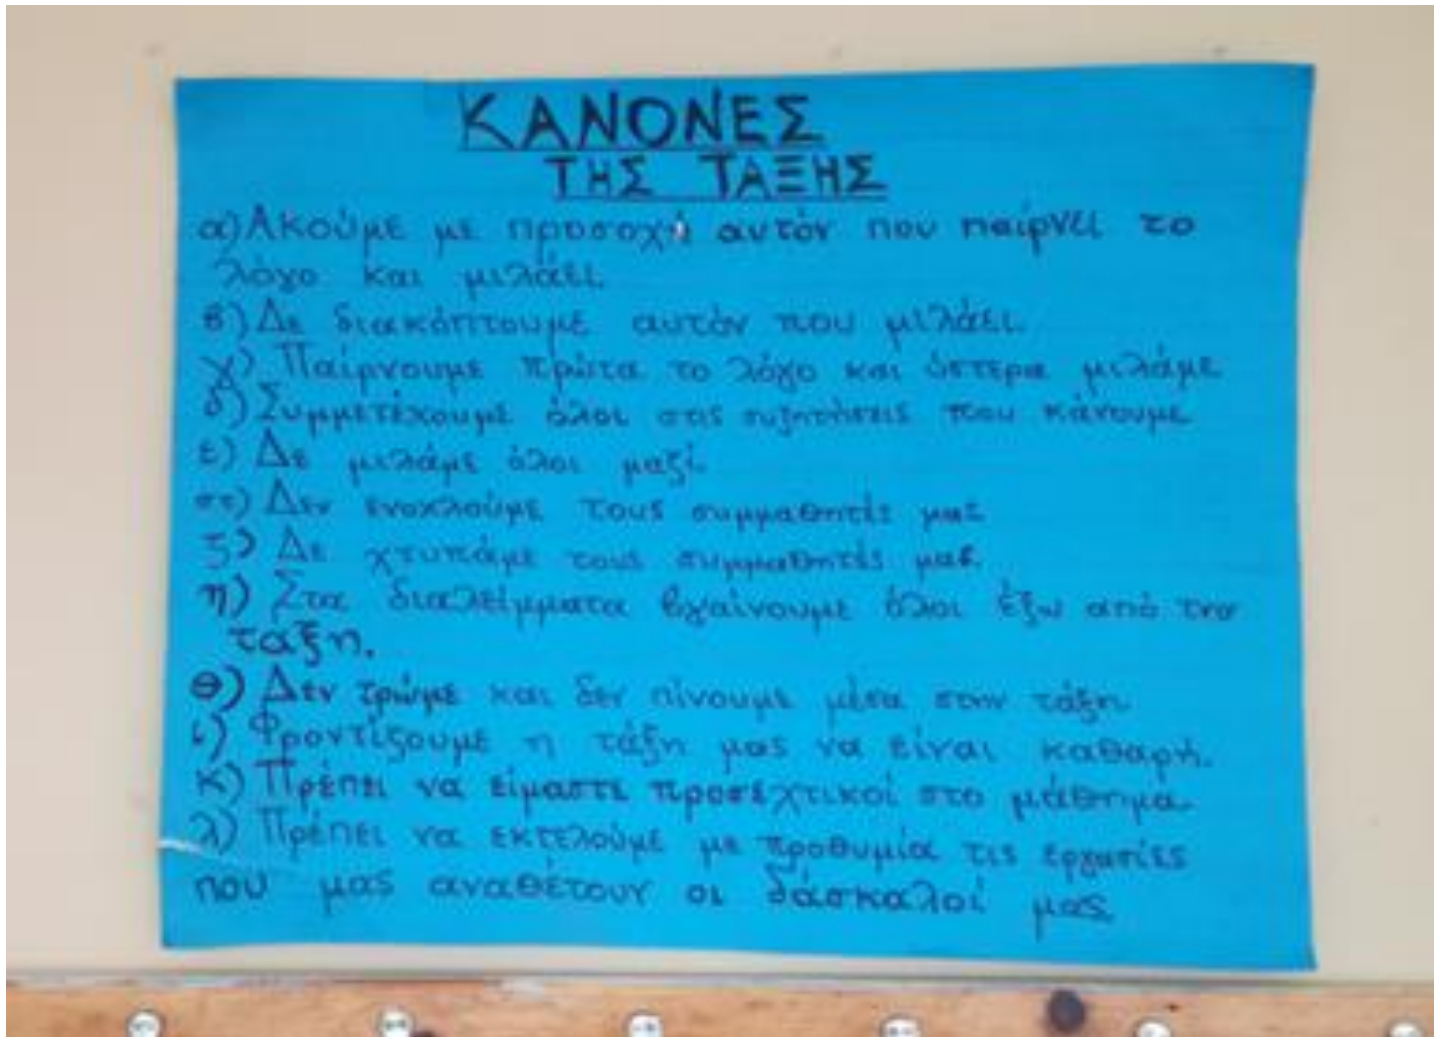 ΚΑΝΟΝΕΣ
ΤΗΣ ΤΑΞΗΣ
α) Ακούμε με προσοχή αυτόν που παίρνει το
λόγο και μιλάει.
β) Δε διακόπτουμε αυτόν που μιλάει.
γ) Παίρνουμε πρώτα το λόγο και ύστερα μιλάμε
δ) Συμμετέχουμε όλοι στις συζητήσεις που κάνουμε
ε) Δε μιλάμε όλοι μαζί.
στ) Δεν ενοχλούμε τους συμμαθητές μας
ζ) Δε χτυπάμε τους συμμαθητές μας.
η) Στα διαλείμματα βγαίνουμε όλοι έξω από την
τάξη.
θ) Δεν τρώμε και δεν πίνουμε μέσα στην τάξη
ι) Φροντίζουμε η τάξη μας να είναι καθαρή.
κ) Πρέπει να είμαστε προσεχτικοί στο μάθημα.
λ) Πρέπει να εκτελούμε με προθυμία τις εργασίες
που μας αναθέτουν οι δάσκαλοί μας